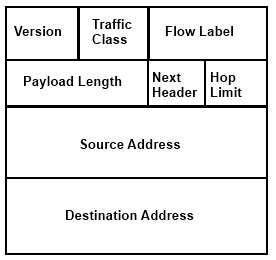 Version
Traffic
Class
Flow Label
Payload Length
Next
Header
Hop
Limit
Source Address
Destination Address